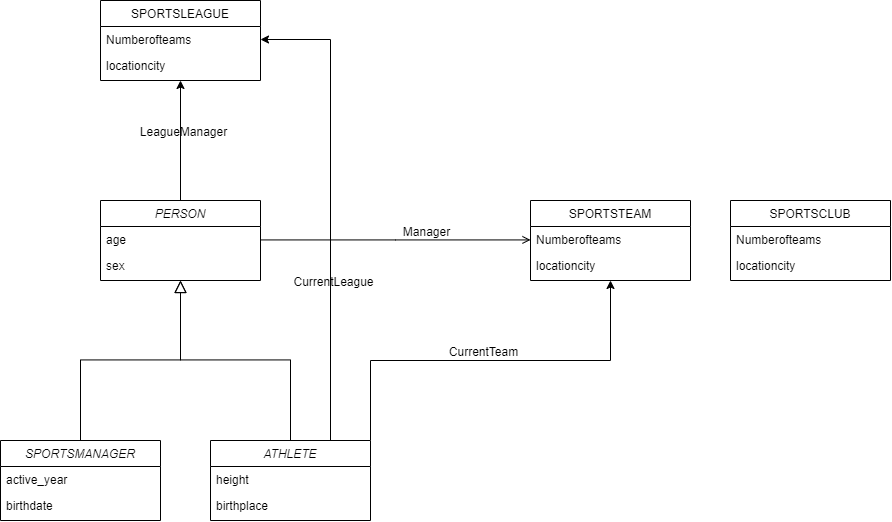 SPORTSLEAGUE
Numberofteams
locationcity
LeagueManager
PERSON
age
sex
Manager
SPORTSTEAM
Numberofteams
locationcity
SPORTSCLUB
Numberofteams
locationcity
CurrentLeague
CurrentTeam
SPORTSMANAGER
active_year
birthdate
ATHLETE
height
birthplace